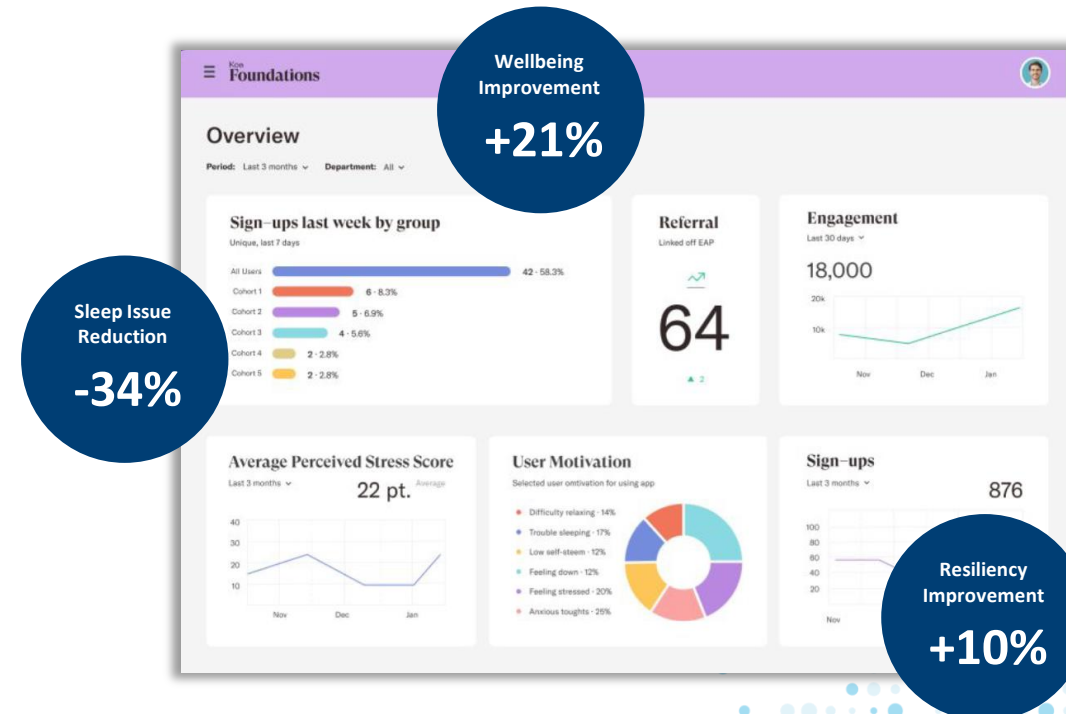 Wellbeing
Improvement
+21%
Koa
Foundations
Overview
Period: Last 3 months Department: All
Sign-ups last week by group
Unique, last 7 days
All Users 42 - 58.3%
Cohort 1 6 - 8.3%
Cohort 2 5 - 6.9%
Cohort 3 4 - 5.6%
Cohort 4 2 - 2.8%
Cohort 5 2 - 2.8%
Referral
Linked off EAP
64
▲ 2
Engagement
Last 30 days
18,000
20k
10k
Nov Dec Jan
Sleep Issue
Reduction
-34%
Average Perceived Stress Score
Last 3 months
22 pt. Average
40
30
20
10
Nov Dec Jan
User Motivation
Selected user omtivation for using app
Difficulty relaxing - 14%
Trouble sleeping - 17%
Low self-steem - 12%
Feeling down - 12%
Feeling stressed - 20%
Anxious toughts - 25%
Sign-ups
Last 3 months
876
100
80
60
40
20
Nov
Resiliency
Improvement
+10%